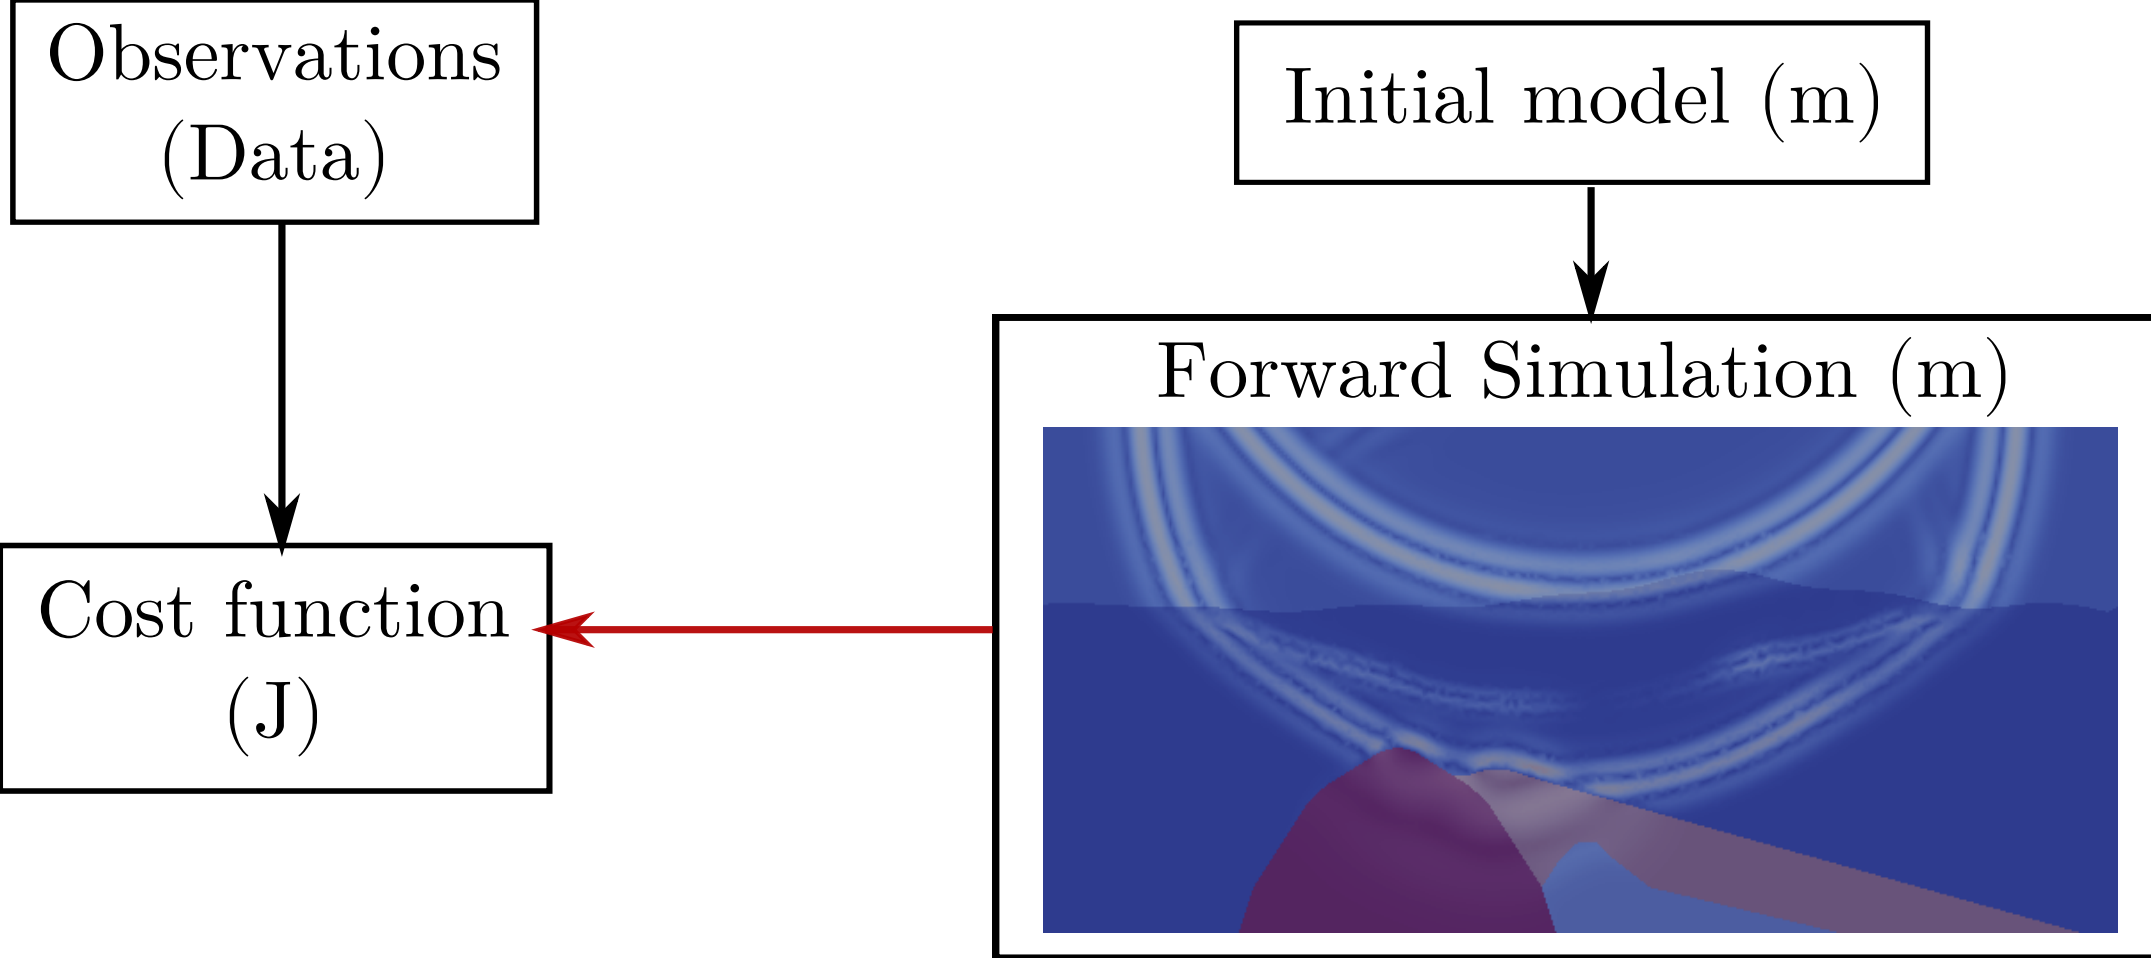 Observations
(Data)
Initial model (m)
Forward Simulation (m)
Cost function
(J)